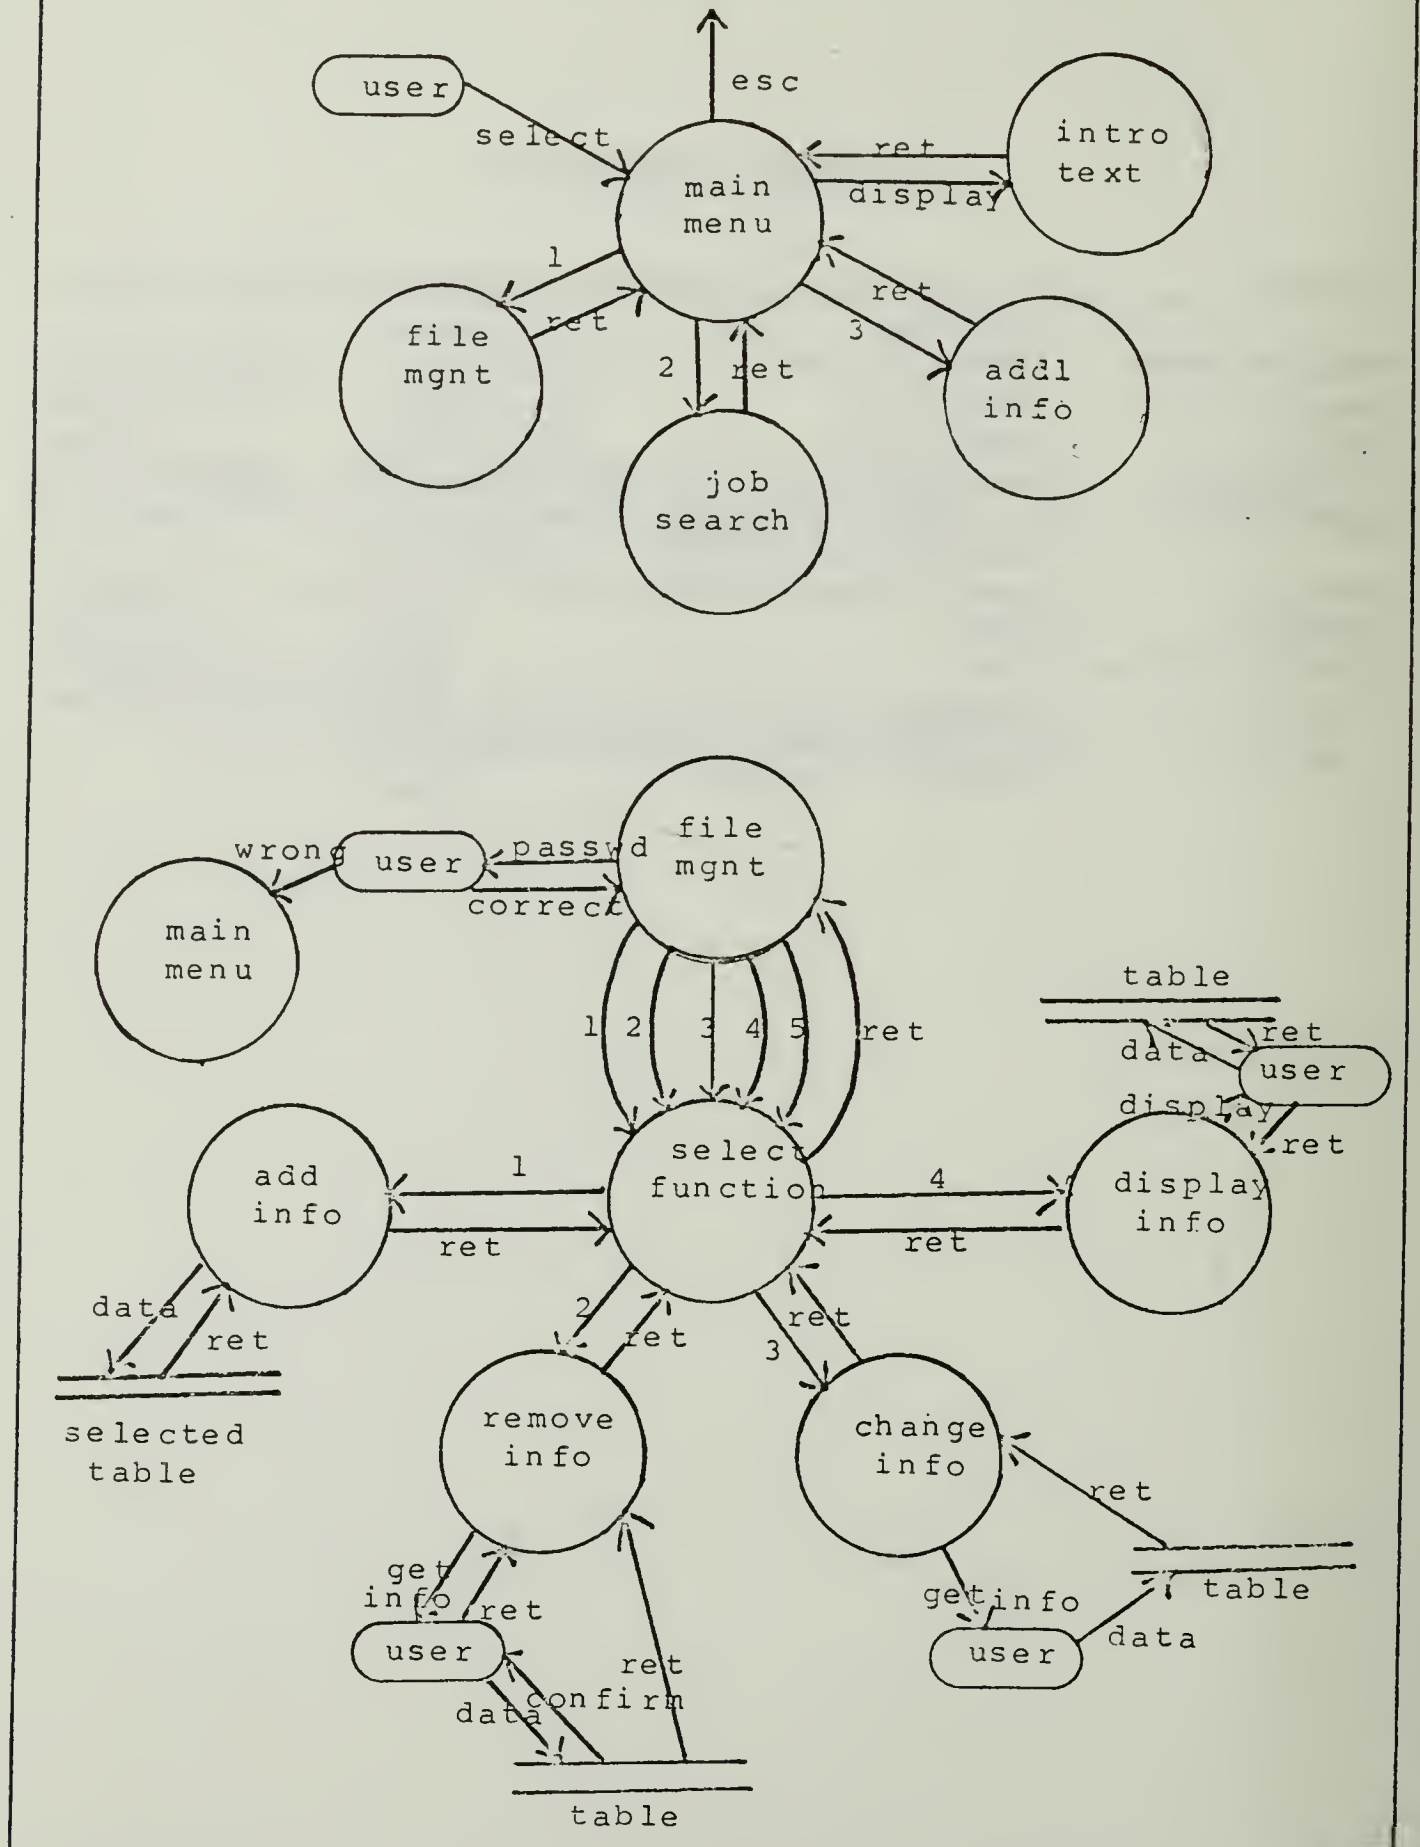 esc
user
select
intro
text
ret
display
main
menu
1
ret
file
mgnt
2
ret
ret
3
addl
info
job
search
file
mgnt
wrong
user
passwd
correct
main
menu
1
2
3
4
5
ret
table
data
ret
user
display
ret
select
function
add
info
1
ret
4
ret
display
info
data
ret
selected
table
2
ret
3
ret
remove
info
change
info
get
info
ret
user
data
confirm
ret
table
ret
get info
user
data
table